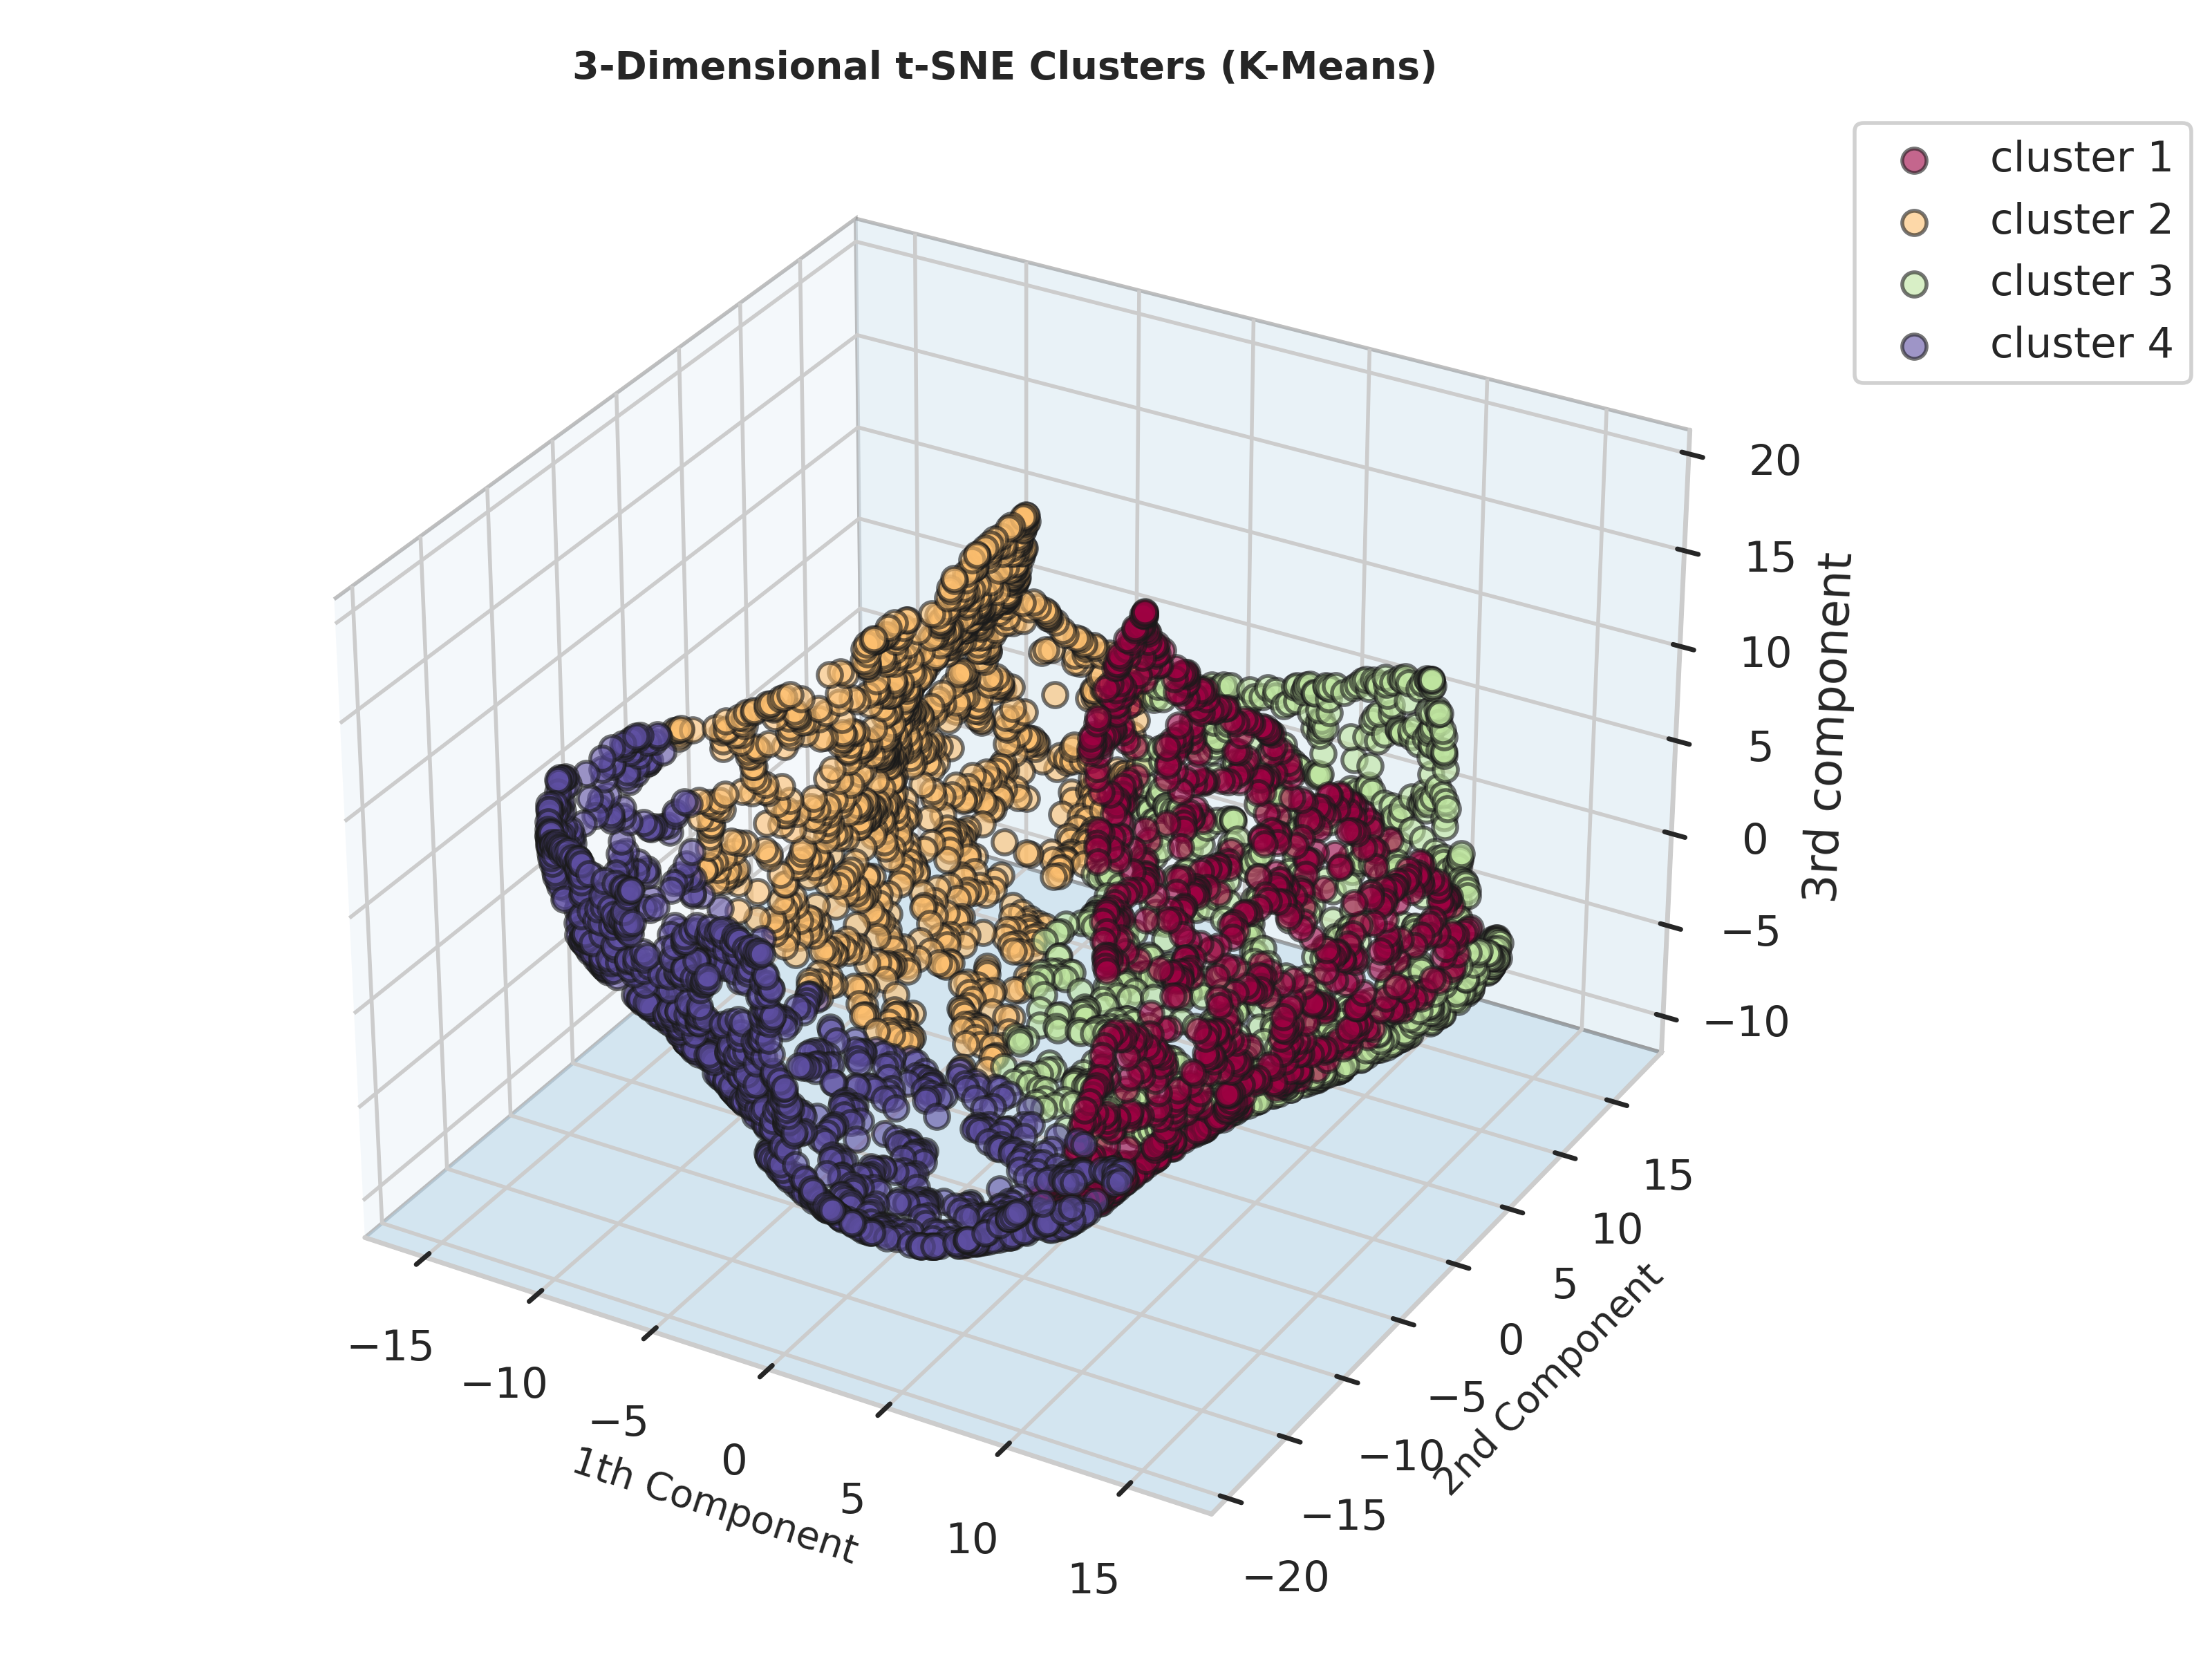 3-Dimensional t-SNE Clusters (K-Means)
cluster 1
cluster 2
cluster 3
cluster 4
20
15
10
5
0
−5
−10
3rd component
15
10
5
0
−5
−10
−15
−20
2nd Component
−15
−10
−5
0
5
10
15
1th Component